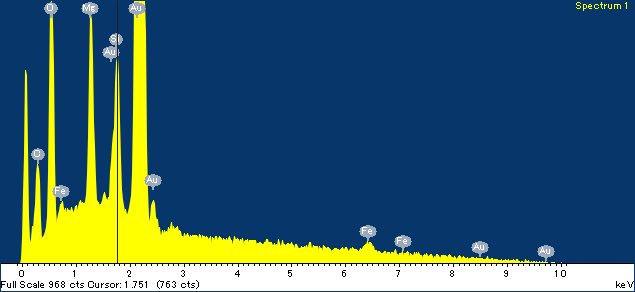 Spectrum 1
O Mg Au
Si
Au
C
Au
Fe
Fe
Fe
Au
Au
0 1 2 3 4 5 6 7 8 9 10
Full Scale 968 cts Cursor: 1.751 (763 cts) keV